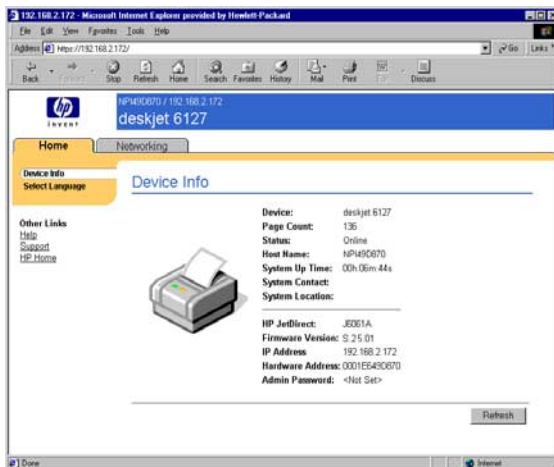 192.168.2.172 - Microsoft Internet Explorer provided by Hewlett-Packard
File Edit View Favorites Tools Help
Address https://192.168.2.172/ Go Links
Back Forward Stop Refresh Home Search Favorites History Mail Print Edit Discuss
hp
invent
NPI49D870 / 192.168.2.172
deskjet 6127
Home Networking
Device Info
Select Language
Device Info
Other Links
Help
Support
HP Home
Device: deskjet 6127
Page Count: 136
Status: Online
Host Name: NPI49D870
System Up Time: 00h:06m:44s
System Contact:
System Location:
HP JetDirect: J6061A
Firmware Version: S.25.01
IP Address 192.168.2.172
Hardware Address: 0001E649D870
Admin Password: <Not Set>
Refresh
Done Internet